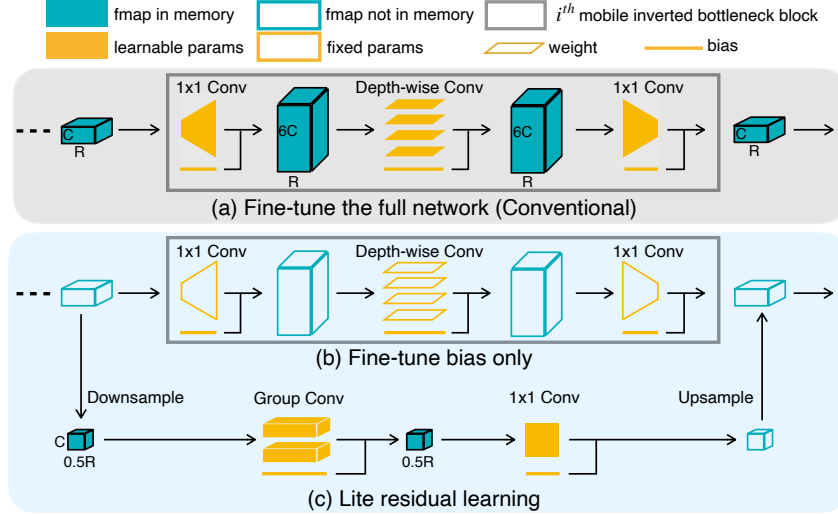 fmap in memory
fmap not in memory
i^th mobile inverted bottleneck block
learnable params
fixed params
weight
bias
1x1 Conv
Depth-wise Conv
1x1 Conv
C
R
6C
R
6C
R
C
R
(a) Fine-tune the full network (Conventional)
1x1 Conv
Depth-wise Conv
1x1 Conv
(b) Fine-tune bias only
Downsample
Group Conv
1x1 Conv
Upsample
C
0.5R
0.5R
(c) Lite residual learning